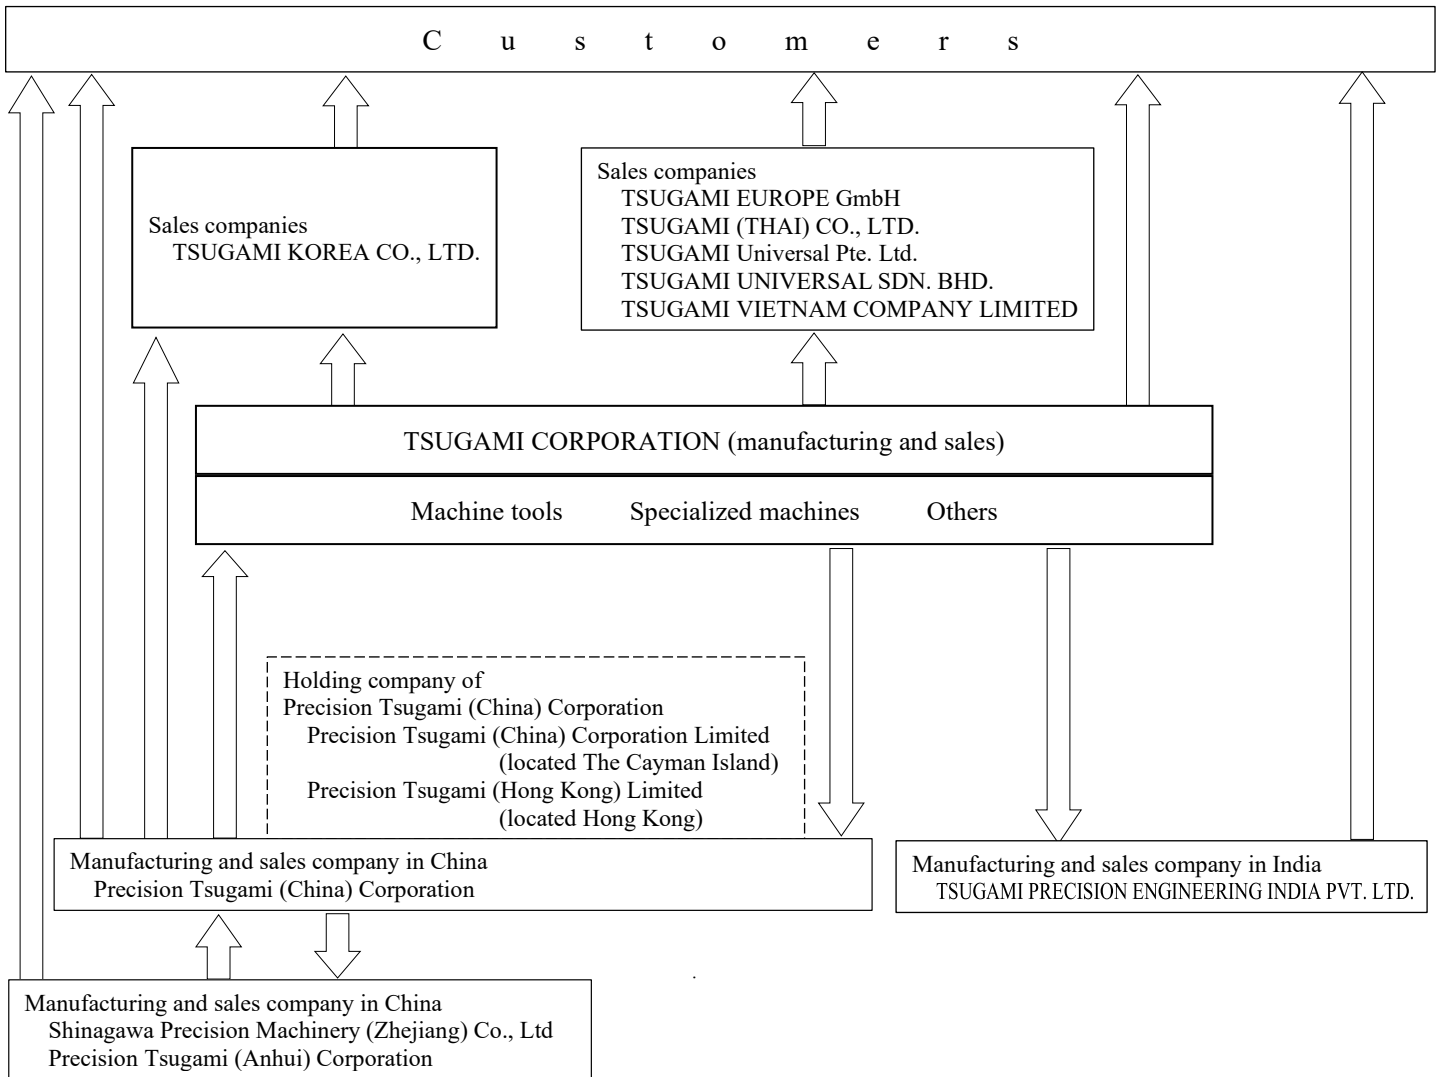 C u s t o m e r s
Sales companies
TSUGAMI KOREA CO., LTD.
Sales companies
TSUGAMI EUROPE GmbH
TSUGAMI (THAI) CO., LTD.
TSUGAMI Universal Pte. Ltd.
TSUGAMI UNIVERSAL SDN. BHD.
TSUGAMI VIETNAM COMPANY LIMITED
TSUGAMI CORPORATION (manufacturing and sales)
Machine tools Specialized machines Others
Holding company of
Precision Tsugami (China) Corporation
Precision Tsugami (China) Corporation Limited
(located The Cayman Island)
Precision Tsugami (Hong Kong) Limited
(located Hong Kong)
Manufacturing and sales company in China
Precision Tsugami (China) Corporation
Manufacturing and sales company in India
TSUGAMI PRECISION ENGINEERING INDIA PVT. LTD.
Manufacturing and sales company in China
Shinagawa Precision Machinery (Zhejiang) Co., Ltd
Precision Tsugami (Anhui) Corporation